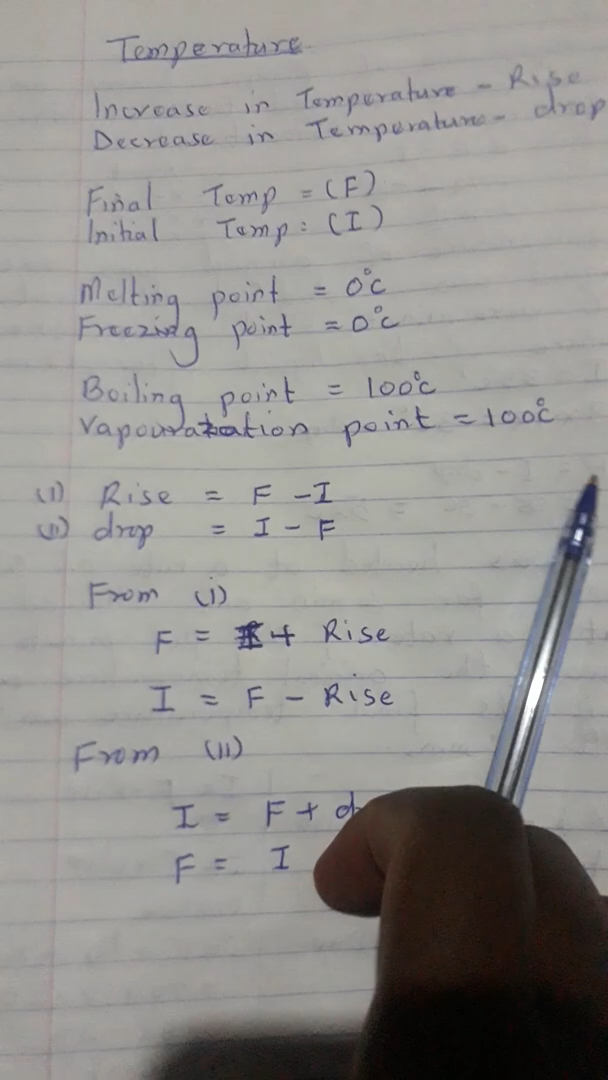 Temperature
Increase in Temperature - Rise
Decrease in Temperature - drop
Final Temp = (F)
Initial Temp = (I)
Melting point = 0°c
Freezing point = 0°c
Boiling point = 100°c
Vapouration point = 100°c
(i) Rise = F - I
(ii) drop = I - F
From (i)
F = I + Rise
I = F - Rise
From (ii)
I = F + d
F = I